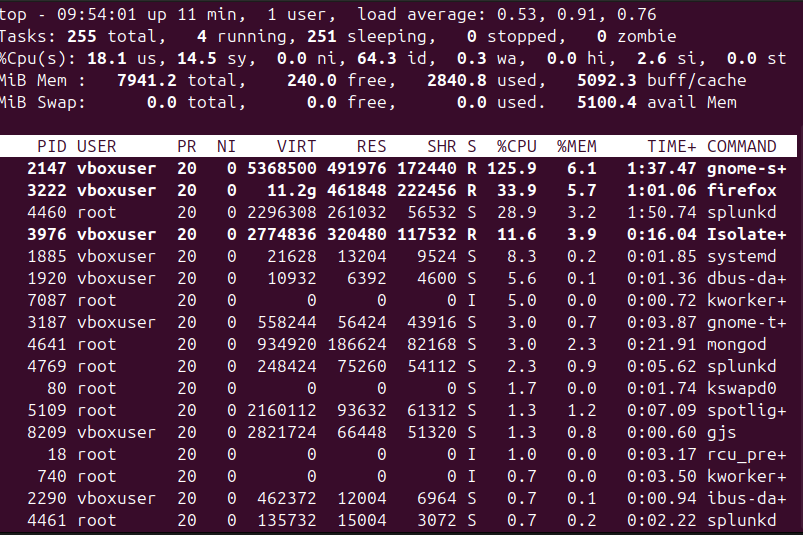 top - 09:54:01 up 11 min,  1 user,  load average: 0.53, 0.91, 0.76
Tasks: 255 total,   4 running, 251 sleeping,   0 stopped,   0 zombie
%Cpu(s): 18.1 us, 14.5 sy,  0.0 ni, 64.3 id,  0.3 wa,  0.0 hi,  2.6 si,  0.0 st
MiB Mem :   7941.2 total,    240.0 free,   2840.8 used,   5092.3 buff/cache
MiB Swap:      0.0 total,      0.0 free,      0.0 used.   5100.4 avail Mem
PID USER PR NI VIRT RES SHR S %CPU %MEM TIME+ COMMAND
2147 vboxuser 20 0 5368500 491976 172440 R 125.9 6.1 1:37.47 gnome-s+
3222 vboxuser 20 0 11.2g 461848 222456 R 33.9 5.7 1:01.06 firefox
4460 root 20 0 2296308 261032 56532 S 28.9 3.2 1:50.74 splunkd
3976 vboxuser 20 0 2774836 320480 117532 R 11.6 3.9 0:16.04 Isolate+
1885 vboxuser 20 0 21628 13204 9524 S 8.3 0.2 0:01.85 systemd
1920 vboxuser 20 0 10932 6392 4600 S 5.6 0.1 0:01.36 dbus-da+
7087 root 20 0 0 0 0 I 5.0 0.0 0:00.72 kworker+
3187 vboxuser 20 0 558244 56424 43916 S 3.0 0.7 0:03.87 gnome-t+
4641 root 20 0 934920 186624 82168 S 3.0 2.3 0:21.91 mongod
4769 root 20 0 248424 75260 54112 S 2.3 0.9 0:05.62 splunkd
80 root 20 0 0 0 0 S 1.7 0.0 0:01.74 kswapd0
5109 root 20 0 2160112 93632 61312 S 1.3 1.2 0:07.09 spotlig+
8209 vboxuser 20 0 2821724 66448 51320 S 1.3 0.8 0:00.60 gjs
18 root 20 0 0 0 0 I 1.0 0.0 0:03.17 rcu_pre+
740 root 20 0 0 0 0 I 0.7 0.0 0:03.50 kworker+
2290 vboxuser 20 0 462372 12004 6964 S 0.7 0.1 0:00.94 ibus-da+
4461 root 20 0 135732 15004 3072 S 0.7 0.2 0:02.22 splunkd